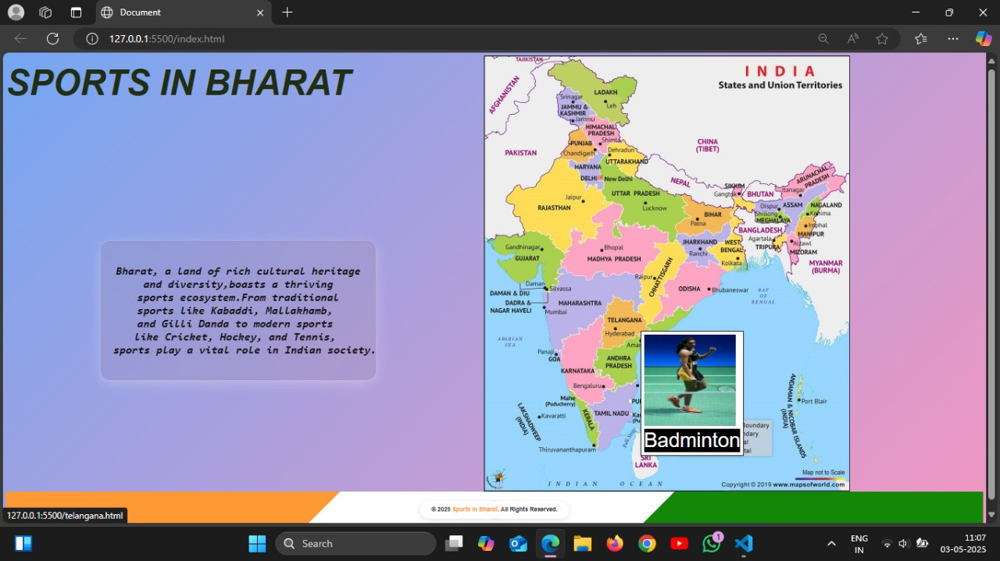 Document
127.0.0.1:5500/index.html
SPORTS IN BHARAT
Bharat, a land of rich cultural heritage
and diversity,boasts a thriving
sports ecosystem.From traditional
sports like Kabaddi, Mallakhamb,
and Gilli Danda to modern sports
like Cricket, Hockey, and Tennis,
sports play a vital role in Indian society.
INDIA
States and Union Territories
TAJIKISTAN
AFGHANISTAN
PAKISTAN
CHINA
(TIBET)
NEPAL
BHUTAN
BANGLADESH
MYANMAR
(BURMA)
SRI
LANKA
LADAKH
Leh
Srinagar
JAMMU &
KASHMIR
Jammu
HIMACHAL
PRADESH
Shimla
PUNJAB
Chandigarh
Dehradun
UTTARAKHAND
HARYANA
DELHI
New Delhi
UTTAR PRADESH
Lucknow
Jaipur
RAJASTHAN
BIHAR
Patna
SIKKIM
Gangtok
ARUNACHAL
PRADESH
Itanagar
Dispur
ASSAM
NAGALAND
Kohima
Shillong
MEGHALAYA
Imphal
MANIPUR
Agartala
TRIPURA
Aizawl
MIZORAM
JHARKHAND
Ranchi
WEST
BENGAL
Kolkata
Gandhinagar
GUJARAT
Bhopal
MADHYA PRADESH
Raipur
CHHATTISGARH
ODISHA
Bhubaneswar
BAY
OF
BENGAL
Daman
Silvassa
DAMAN & DIU
DADRA &
NAGAR HAVELI
MAHARASHTRA
Mumbai
TELANGANA
Hyderabad
Amar
ARABIAN
SEA
Panaji
GOA
KARNATAKA
ANDHRA
PRADESH
Bengaluru
Mahe
(Puducherry)
TAMIL NADU
PU
Kar
(Pu
KERALA
LAKSHADWEEP
(INDIA)
Kavaratti
Thiruvananthapuram
Palk Strait
ANDAMAN & NICOBAR ISLANDS
(INDIA)
Port Blair
Badminton
Boundary
ndary
al
tal
INDIAN OCEAN
Map not to Scale
Copyright © 2019 www.mapsofworld.com
© 2025 Sports In Bharat. All Rights Reserved.
127.0.0.1:5500/telangana.html
Search
1
ENG
IN
11:07
03-05-2025